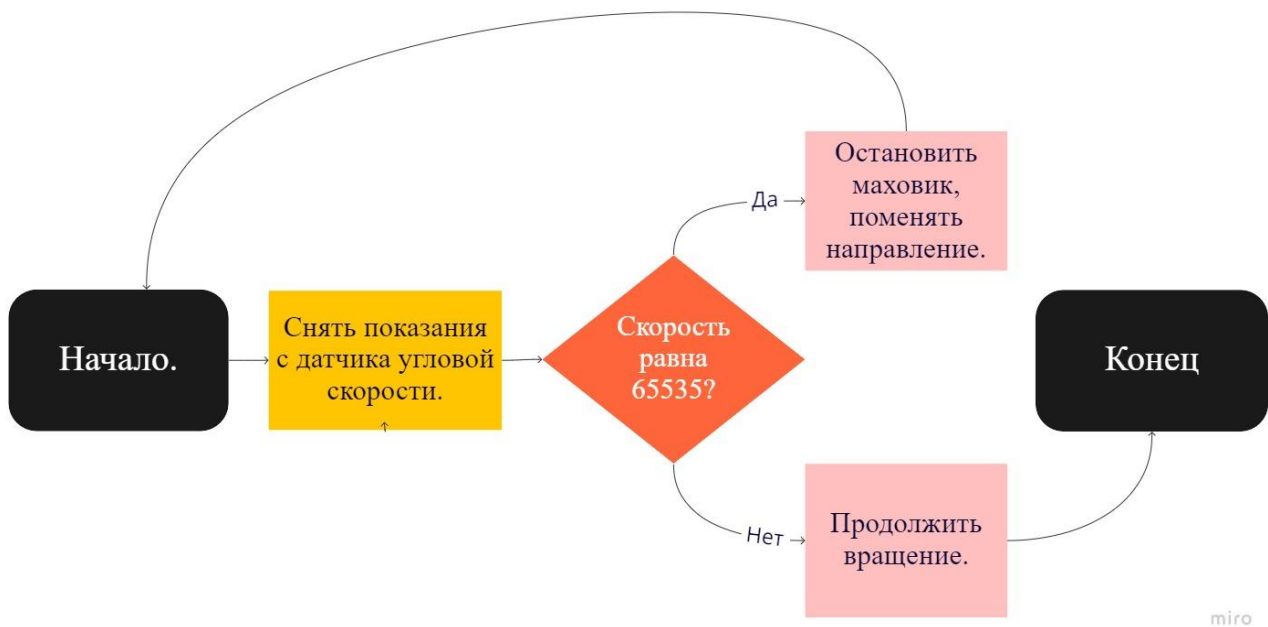 Остановить
маховик,
поменять
направление.
Да
Начало.
Снять показания
с датчика угловой
скорости.
Скорость
равна
65535?
Конец
Нет
Продолжить
вращение.
miro